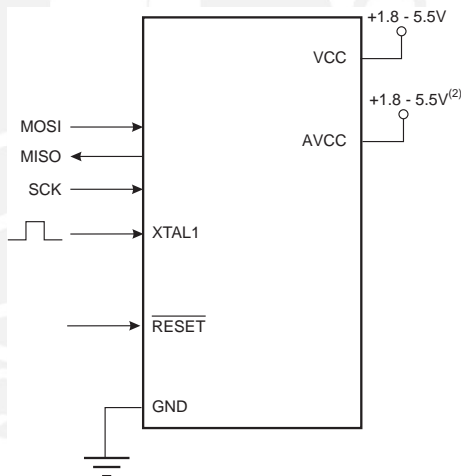 +1.8 - 5.5V
VCC
+1.8 - 5.5V(2)
AVCC
MOSI
MISO
SCK
XTAL1
RESET
GND